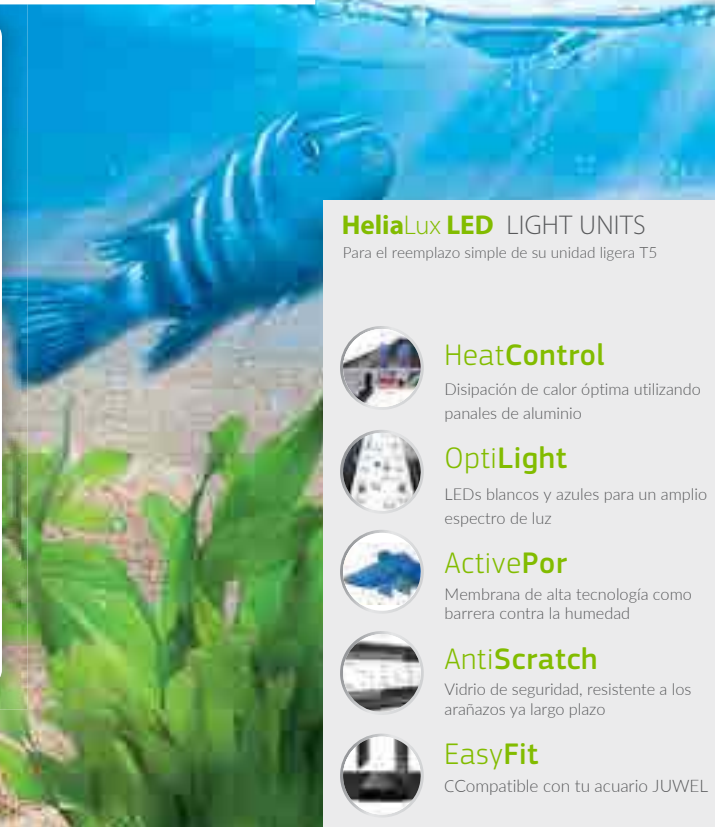 HeliaLux LED LIGHT UNITS
Para el reemplazo simple de su unidad ligera T5
HeatControl
Disipación de calor óptima utilizando
panales de aluminio
OptiLight
LEDs blancos y azules para un amplio
espectro de luz
ActivePor
Membrana de alta tecnología como
barrera contra la humedad
AntiScratch
Vidrio de seguridad, resistente a los
arañazos ya largo plazo
EasyFit
CCompatible con tu acuario JUWEL